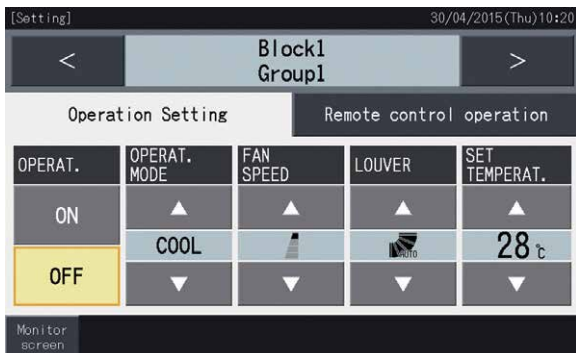 [Setting]
30/04/2015(Thu)10:20
<
Block1
Group1
>
Operation Setting
Remote control operation
OPERAT.
OPERAT.
MODE
FAN
SPEED
LOUVER
SET
TEMPERAT.
ON
OFF
COOL
AUTO
28℃
Monitor
screen